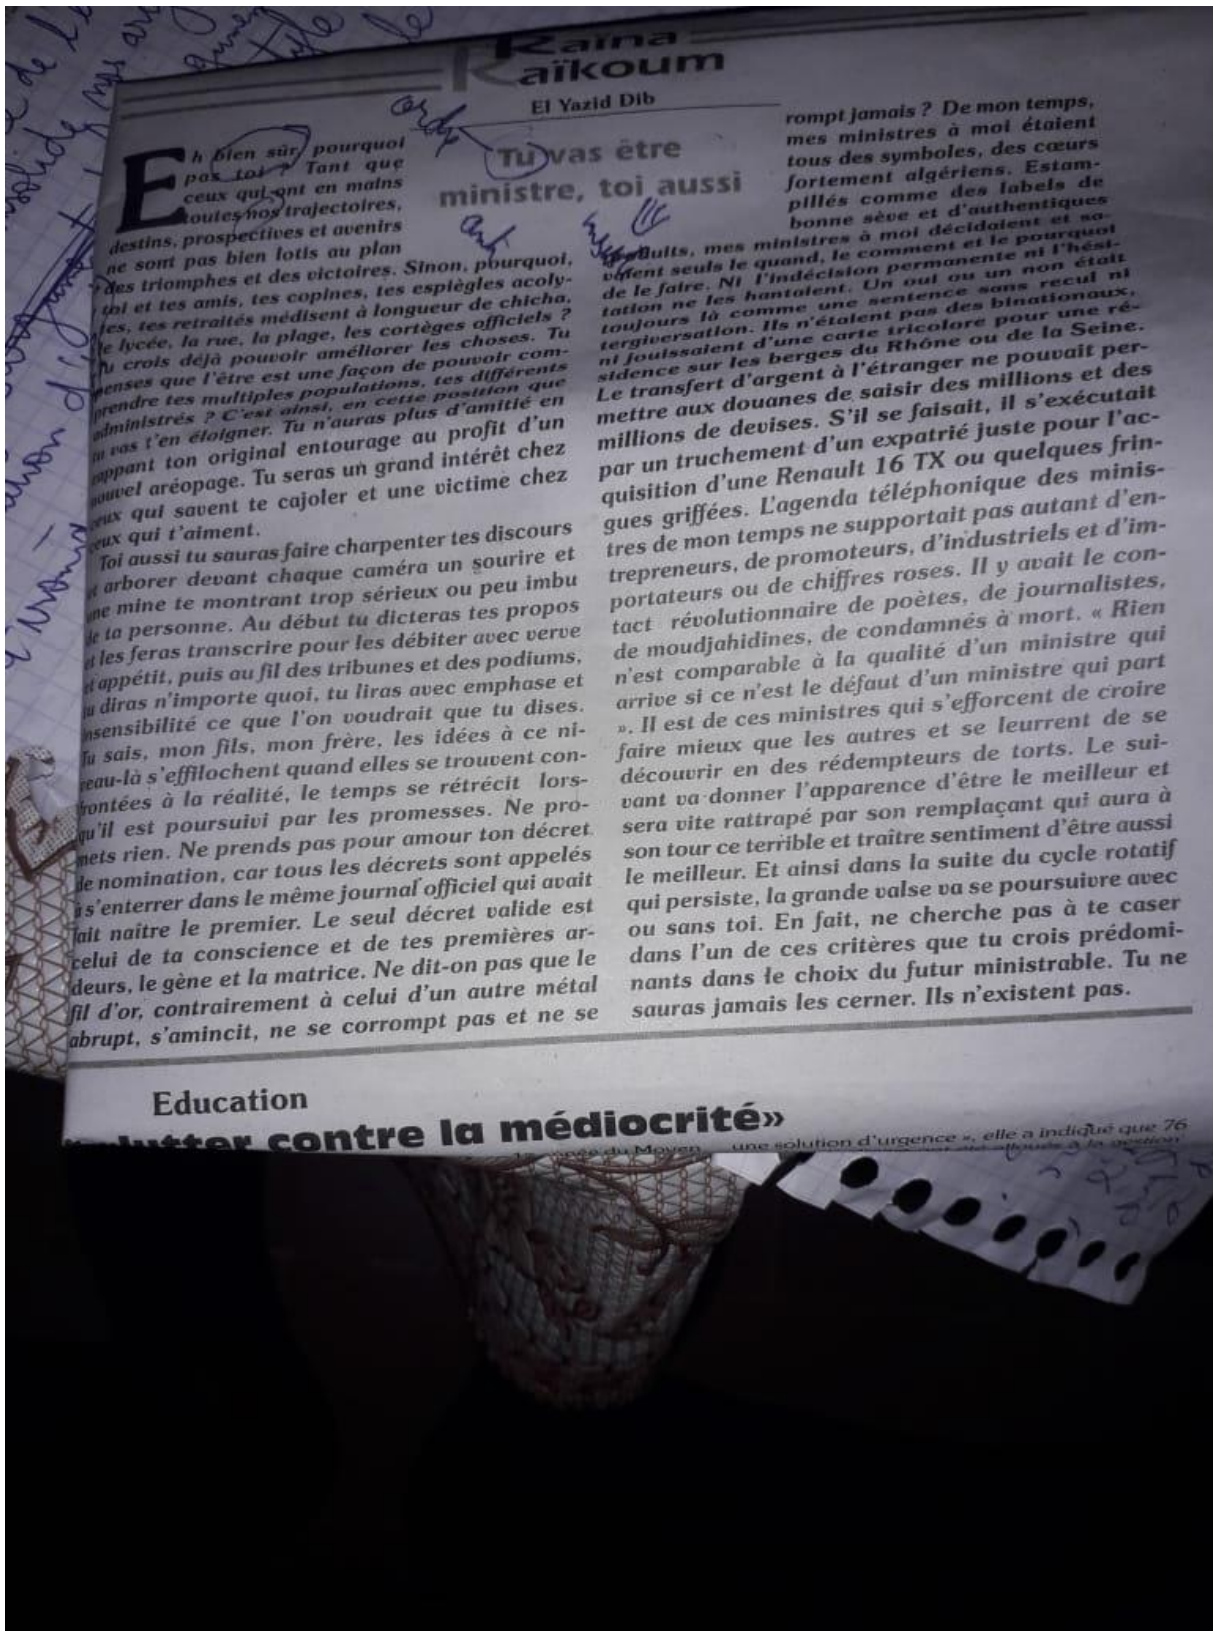 Raïna
Raïkoum
El Yazid Dib
Tu vas être
ministre, toi aussi
Eh bien sûr, pourquoi
pas toi ? Tant que
ceux qui ont en mains
toutes nos trajectoires,
destins, prospectives et avenirs
ne sont pas bien lotis au plan
des triomphes et des victoires. Sinon, pourquoi,
toi et tes amis, tes copines, tes espiègles acoly-
tes, tes retraités médisent à longueur de chicha,
le lycée, la rue, la plage, les cortèges officiels ?
Tu crois déjà pouvoir améliorer les choses. Tu
penses que l'être est une façon de pouvoir com-
prendre tes multiples populations, tes différents
administrés ? C'est ainsi, en cette position que
tu vas t'en éloigner. Tu n'auras plus d'amitié en
nappant ton original entourage au profit d'un
nouvel aréopage. Tu seras un grand intérêt chez
ceux qui savent te cajoler et une victime chez
ceux qui t'aiment.
Toi aussi tu sauras faire charpenter tes discours
et arborer devant chaque caméra un sourire et
une mine te montrant trop sérieux ou peu imbu
de ta personne. Au début tu dicteras tes propos
et les feras transcrire pour les débiter avec verve
et appétit, puis au fil des tribunes et des podiums,
tu diras n'importe quoi, tu liras avec emphase et
insensibilité ce que l'on voudrait que tu dises.
Tu sais, mon fils, mon frère, les idées à ce ni-
veau-là s'effilochent quand elles se trouvent con-
frontées à la réalité, le temps se rétrécit lors-
qu'il est poursuivi par les promesses. Ne pro-
mets rien. Ne prends pas pour amour ton décret
de nomination, car tous les décrets sont appelés
à s'enterrer dans le même journal officiel qui avait
fait naître le premier. Le seul décret valide est
celui de ta conscience et de tes premières ar-
deurs, le gène et la matrice. Ne dit-on pas que le
fil d'or, contrairement à celui d'un autre métal
abrupt, s'amincit, ne se corrompt pas et ne se
rompt jamais ? De mon temps,
mes ministres à moi étaient
tous des symboles, des cœurs
fortement algériens. Estam-
pillés comme des labels de
bonne sève et d'authentiques
produits, mes ministres à moi décidaient et sa-
vaient seuls le quand, le comment et le pourquoi
de le faire. Ni l'indécision permanente ni l'hési-
tation ne les hantaient. Un oui ou un non était
toujours là comme une sentence sans recul ni
tergiversation. Ils n'étaient pas des binationaux,
ni jouissaient d'une carte tricolore pour une ré-
sidence sur les berges du Rhône ou de la Seine.
Le transfert d'argent à l'étranger ne pouvait per-
mettre aux douanes de saisir des millions et des
millions de devises. S'il se faisait, il s'exécutait
par un truchement d'un expatrié juste pour l'ac-
quisition d'une Renault 16 TX ou quelques frin-
gues griffées. L'agenda téléphonique des minis-
tres de mon temps ne supportait pas autant d'en-
trepreneurs, de promoteurs, d'industriels et d'im-
portateurs ou de chiffres roses. Il y avait le con-
tact révolutionnaire de poètes, de journalistes,
de moudjahidines, de condamnés à mort. « Rien
n'est comparable à la qualité d'un ministre qui
arrive si ce n'est le défaut d'un ministre qui part
». Il est de ces ministres qui s'efforcent de croire
faire mieux que les autres et se leurrent de se
découvrir en des rédempteurs de torts. Le sui-
vant va donner l'apparence d'être le meilleur et
sera vite rattrapé par son remplaçant qui aura à
son tour ce terrible et traître sentiment d'être aussi
le meilleur. Et ainsi dans la suite du cycle rotatif
qui persiste, la grande valse va se poursuivre avec
ou sans toi. En fait, ne cherche pas à te caser
dans l'un de ces critères que tu crois prédomi-
nants dans le choix du futur ministrable. Tu ne
sauras jamais les cerner. Ils n'existent pas.
Education
lutter contre la médiocrité»
une solution d'urgence », elle a indiqué que 76